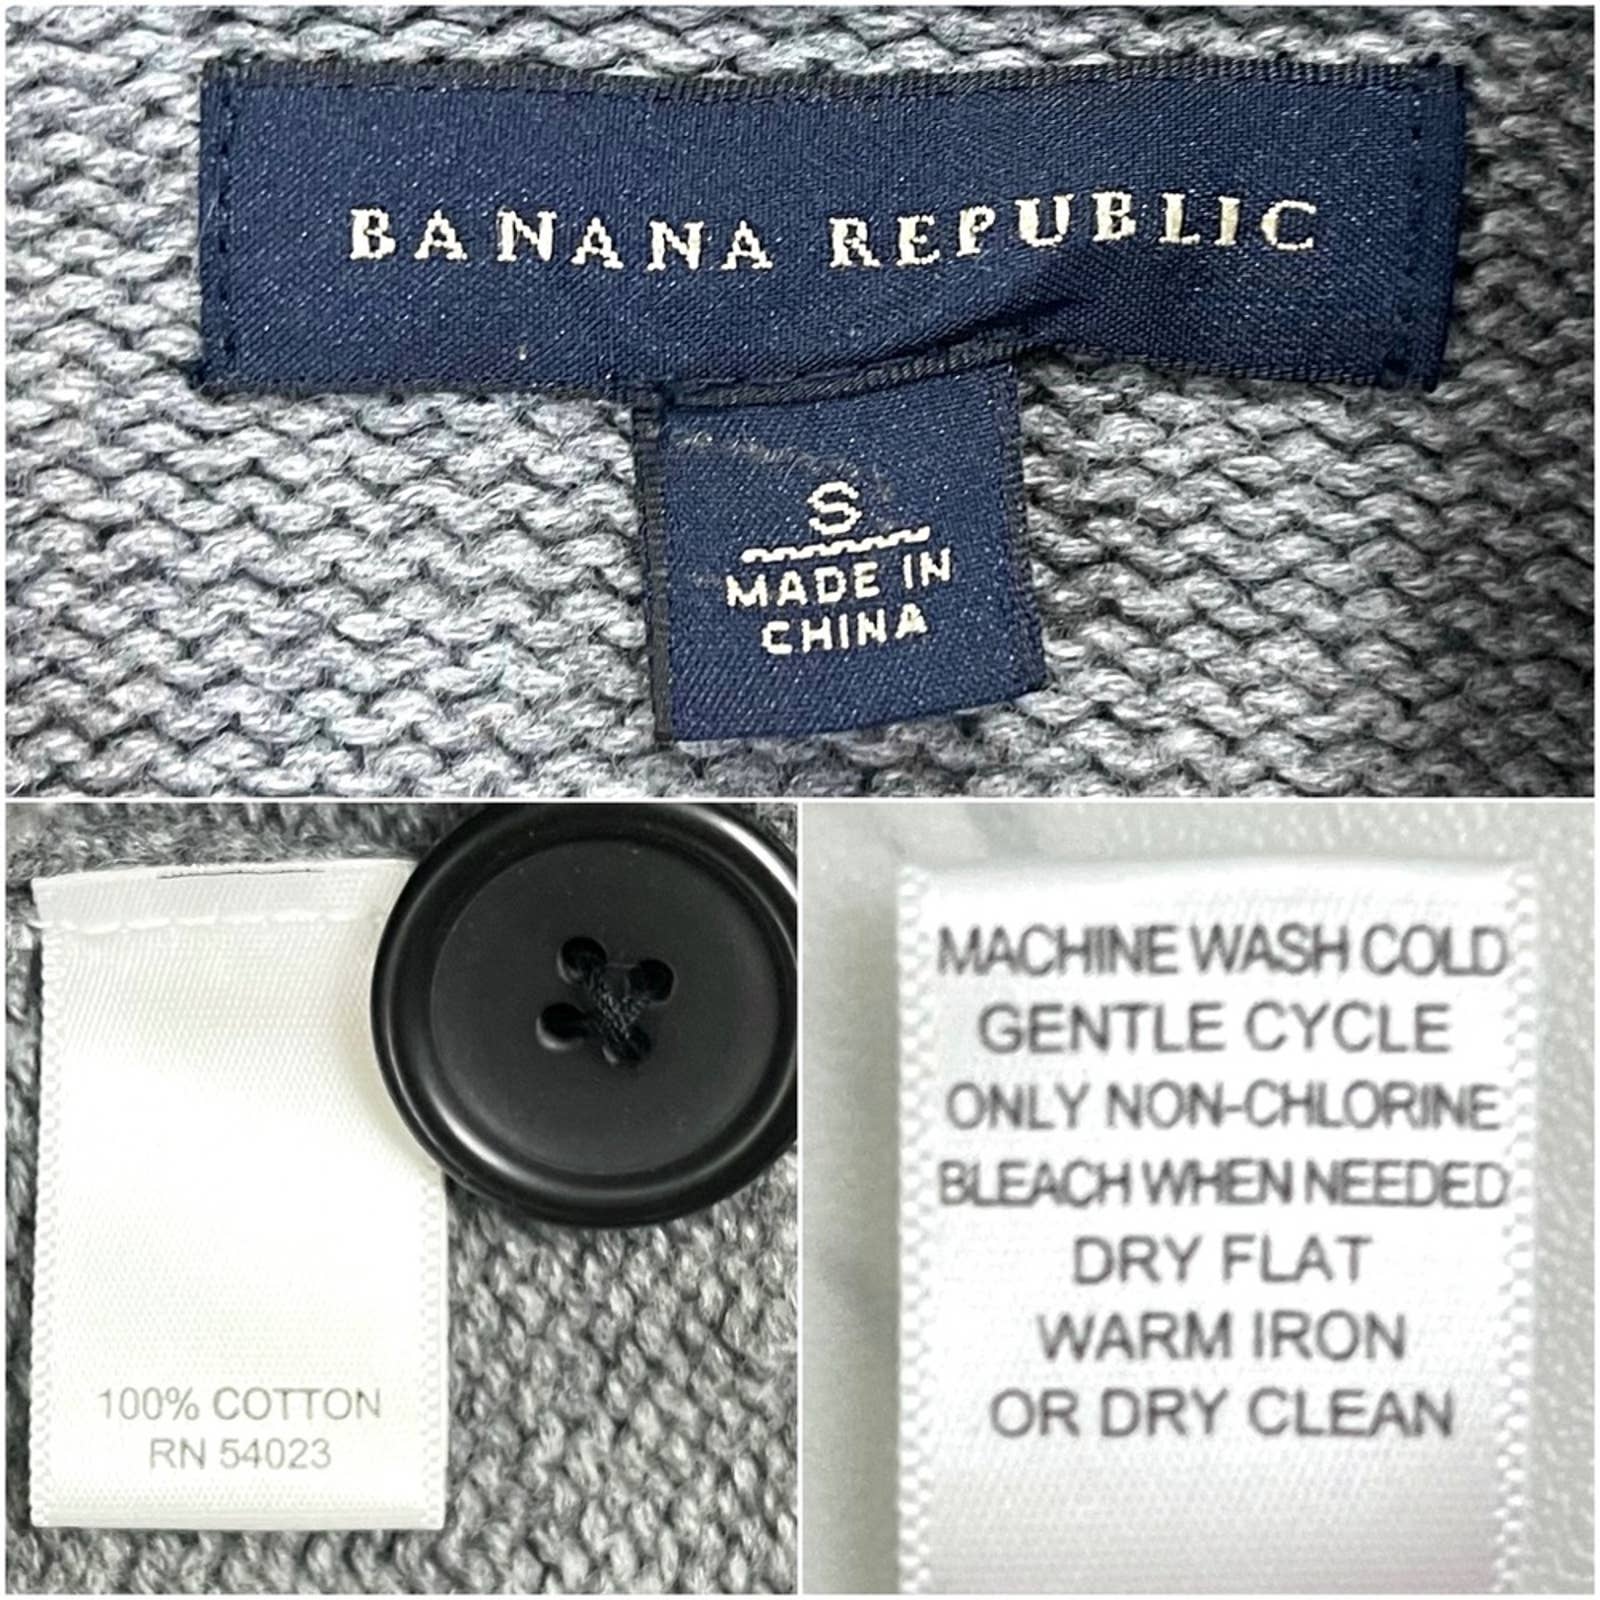 BANANA REPUBLIC
S
MADE IN
CHINA
100% COTTON
RN 54023
MACHINE WASH COLD
GENTLE CYCLE
ONLY NON-CHLORINE
BLEACH WHEN NEEDED
DRY FLAT
WARM IRON
OR DRY CLEAN